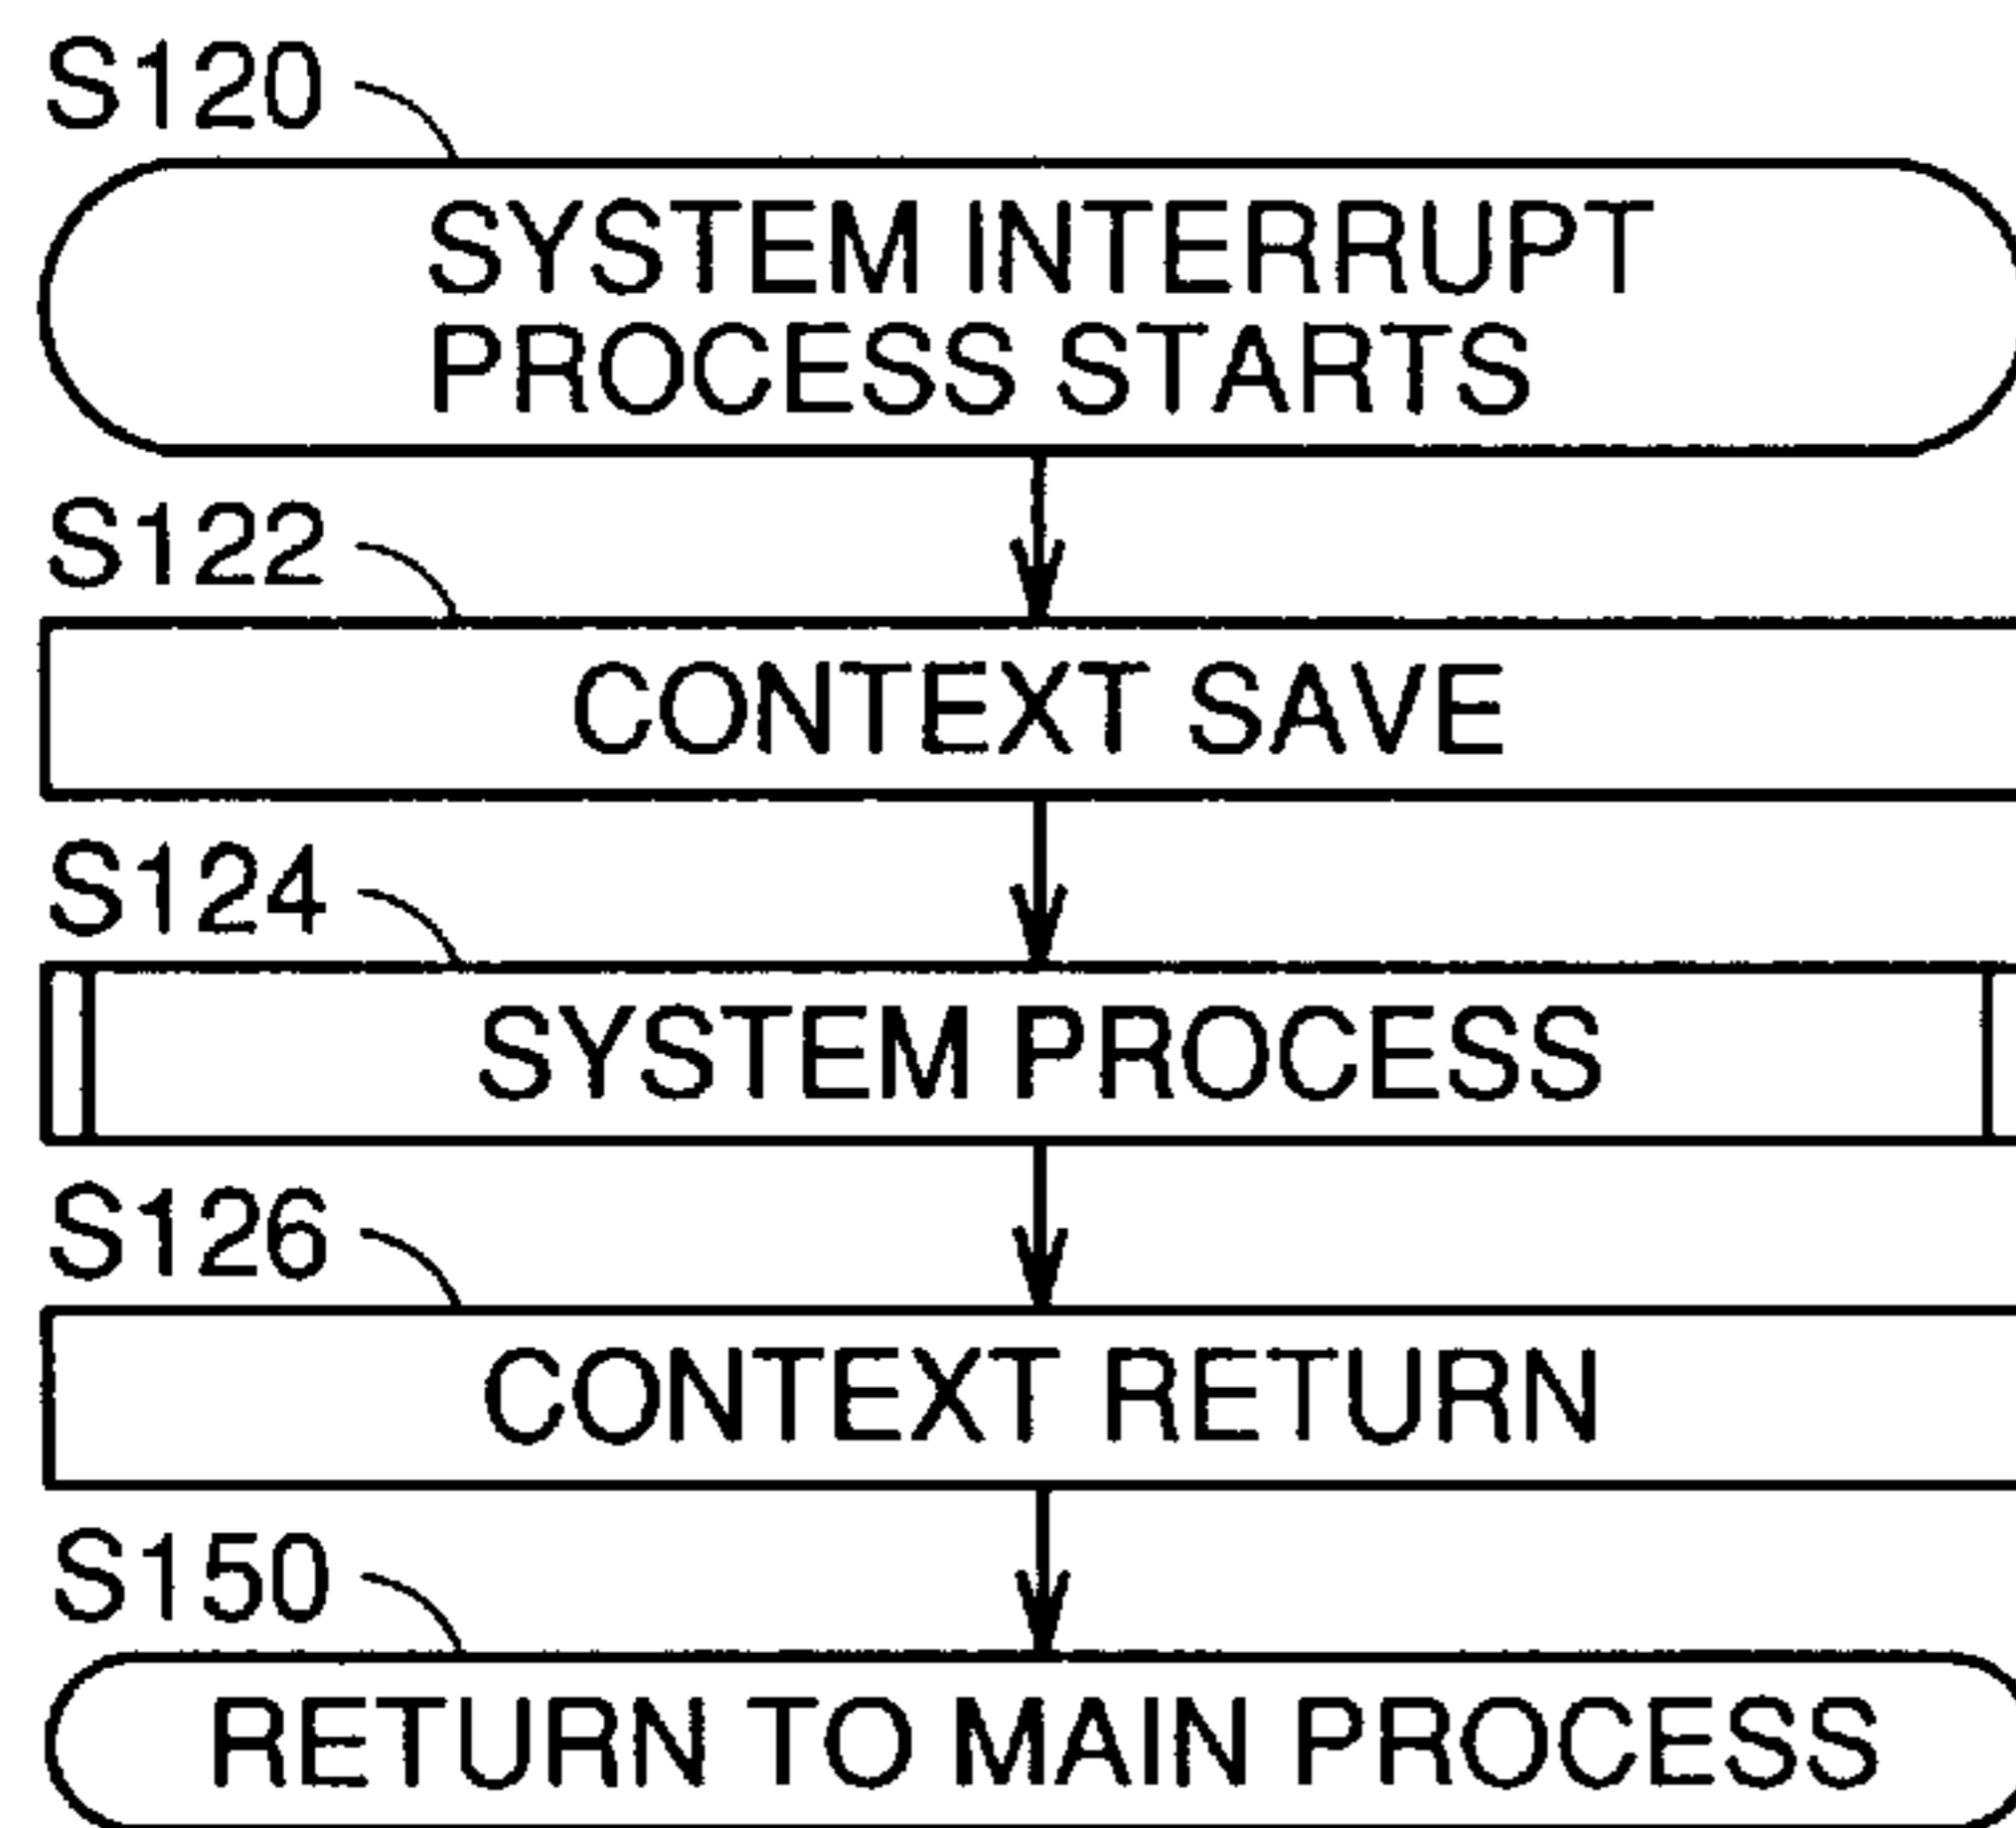 S120
SYSTEM INTERRUPT
PROCESS STARTS
S122
CONTEXT SAVE
S124
SYSTEM PROCESS
S126
CONTEXT RETURN
S150
RETURN TO MAIN PROCESS